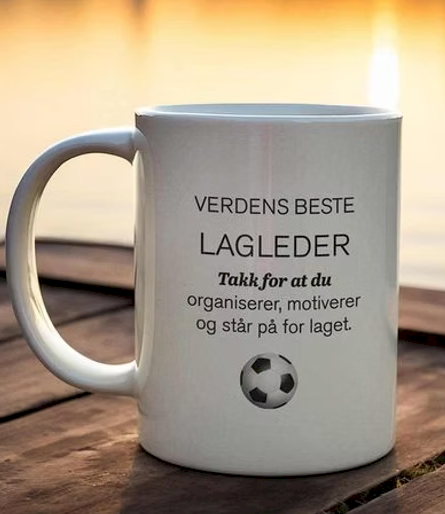 VERDENS BESTE
LAGLEDER
Takk for at du
organiserer, motiverer
og står på for laget.